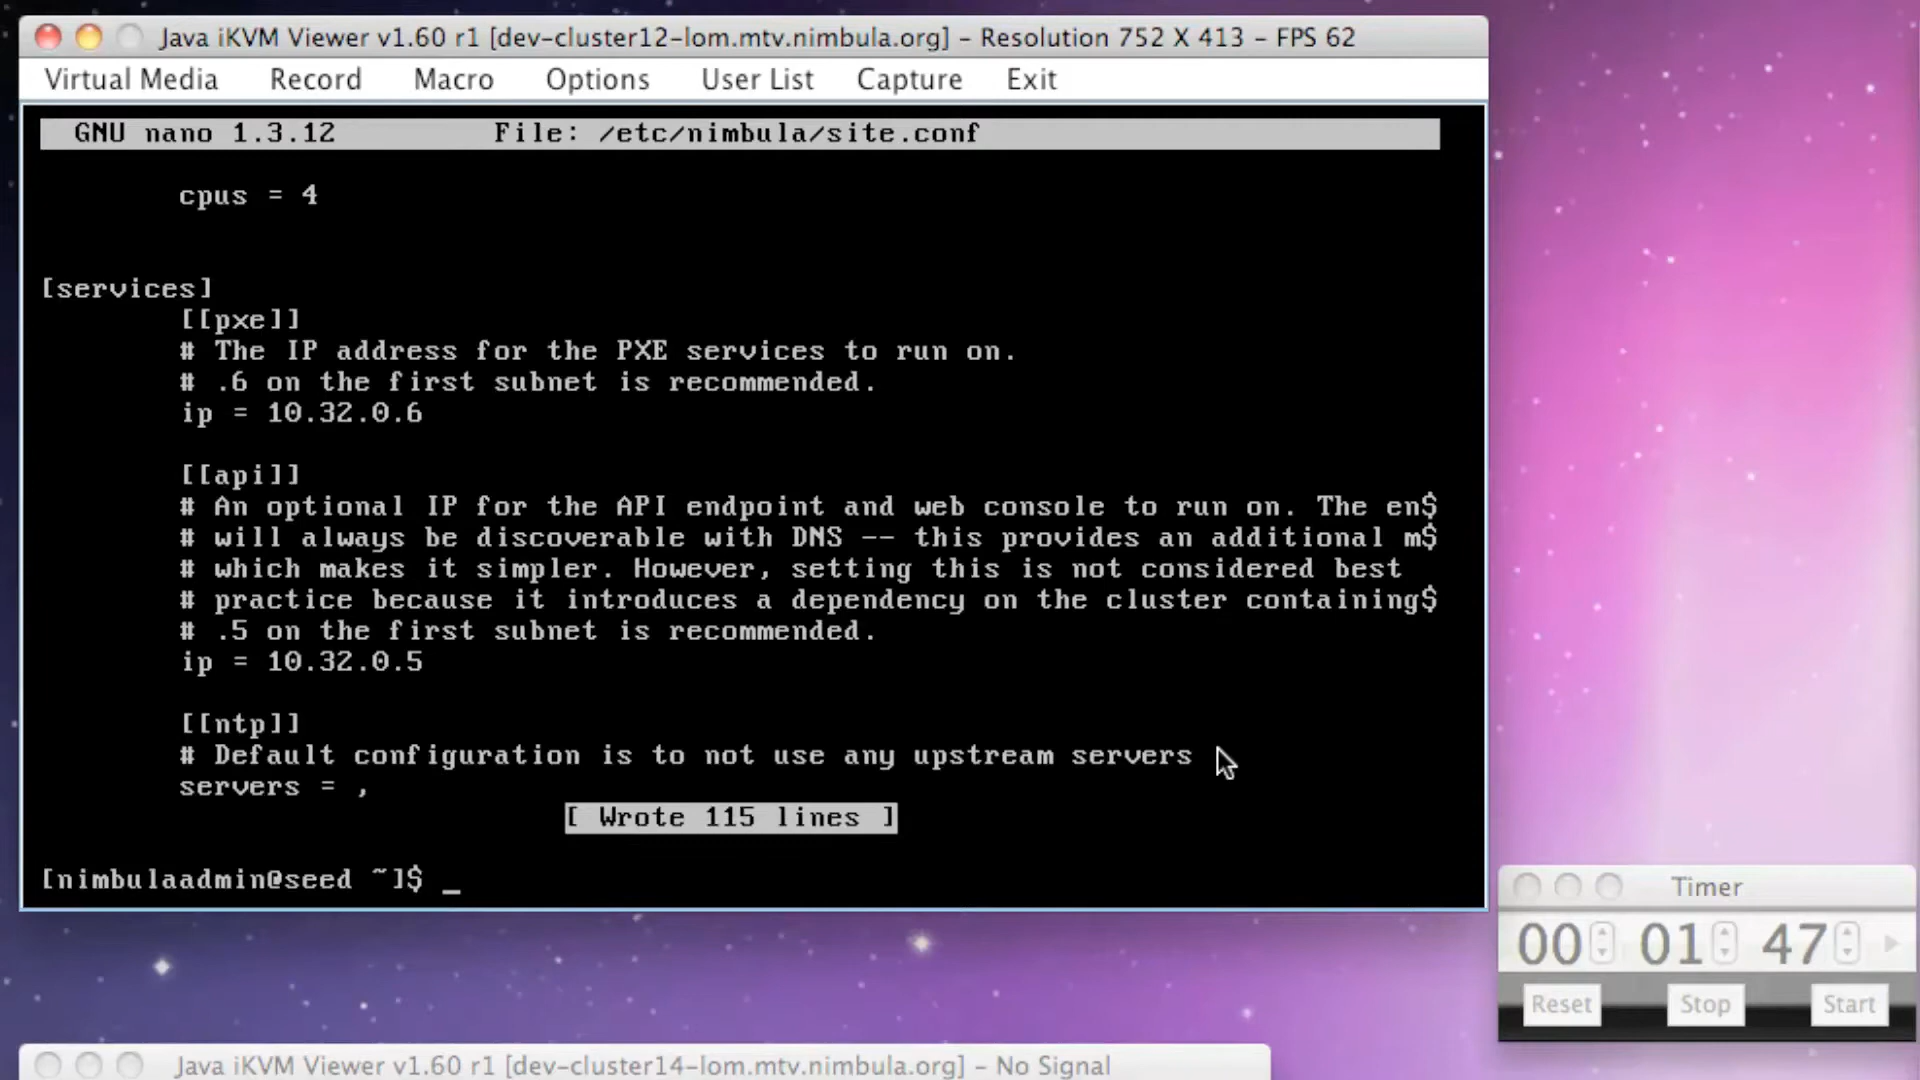 Java iKVM Viewer v1.60 r1 [dev-cluster12-lom.mtv.nimbula.org] – Resolution 752 X 413 – FPS 62
Virtual Media Record Macro Options User List Capture Exit
GNU nano 1.3.12 File: /etc/nimbula/site.conf
cpus = 4
[services]
[[pxe]]
# The IP address for the PXE services to run on.
# .6 on the first subnet is recommended.
ip = 10.32.0.6
[[api]]
# An optional IP for the API endpoint and web console to run on. The en$
# will always be discoverable with DNS -- this provides an additional m$
# which makes it simpler. However, setting this is not considered best
# practice because it introduces a dependency on the cluster containing$
# .5 on the first subnet is recommended.
ip = 10.32.0.5
[[ntp]]
# Default configuration is to not use any upstream servers
servers = ,
[ Wrote 115 lines ]
[nimbulaadmin@seed ~]$ _
Timer
00 01 47
Reset Stop Start
Java iKVM Viewer v1.60 r1 [dev-cluster14-lom.mtv.nimbula.org] – No Signal